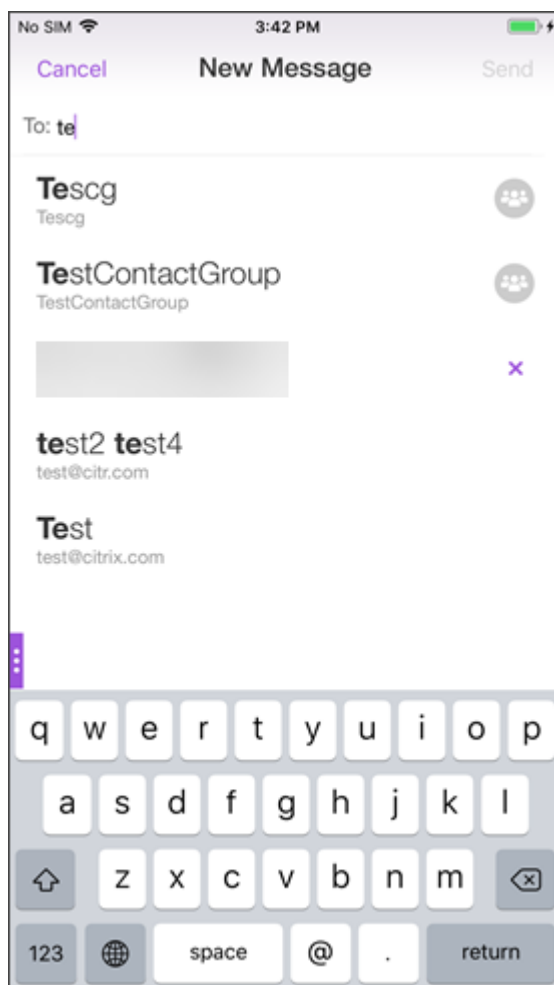 No SIM 3:42 PM
Cancel New Message Send
To: te
Tescg
Tescg
TestContactGroup
TestContactGroup
test2 test4
test@citr.com
Test
test@citrix.com
q w e r t y u i o p
a s d f g h j k l
z x c v b n m
123 space @ . return